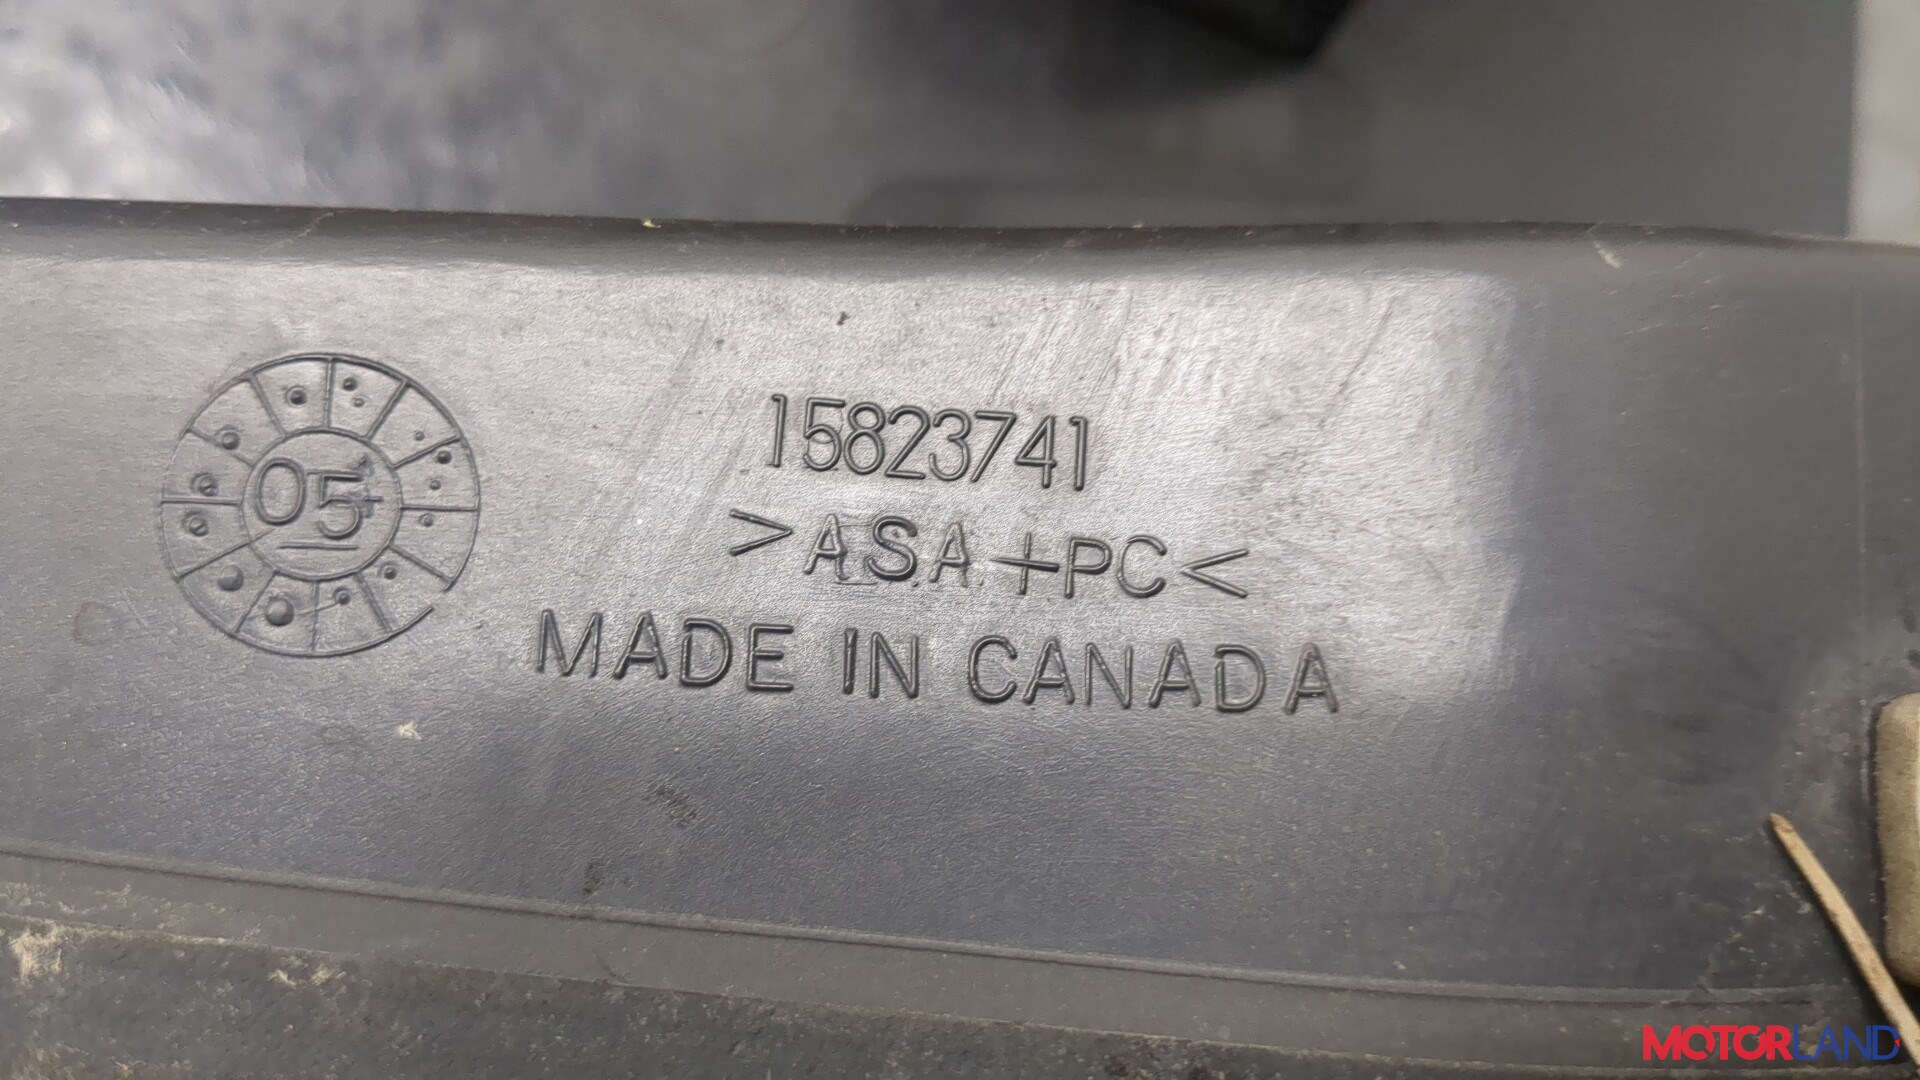 15823741
05
>ASA+PC<
MADE IN CANADA
MOTORLAND